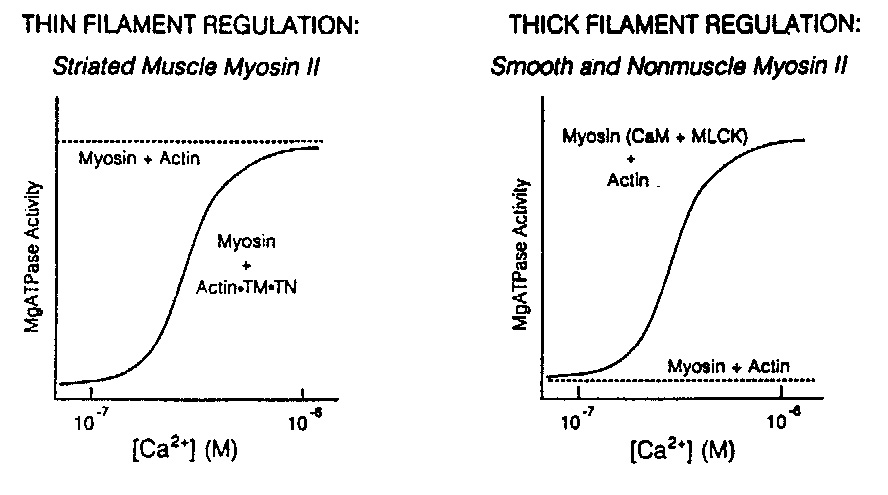 THIN FILAMENT REGULATION:
Striated Muscle Myosin II
MgATPase Activity
Myosin + Actin
Myosin
+
Actin•TM•TN
10⁻⁷
10⁻⁶
[Ca²⁺] (M)
THICK FILAMENT REGULATION:
Smooth and Nonmuscle Myosin II
MgATPase Activity
Myosin (CaM + MLCK)
+
Actin
Myosin + Actin
10⁻⁷
10⁻⁶
[Ca²⁺] (M)